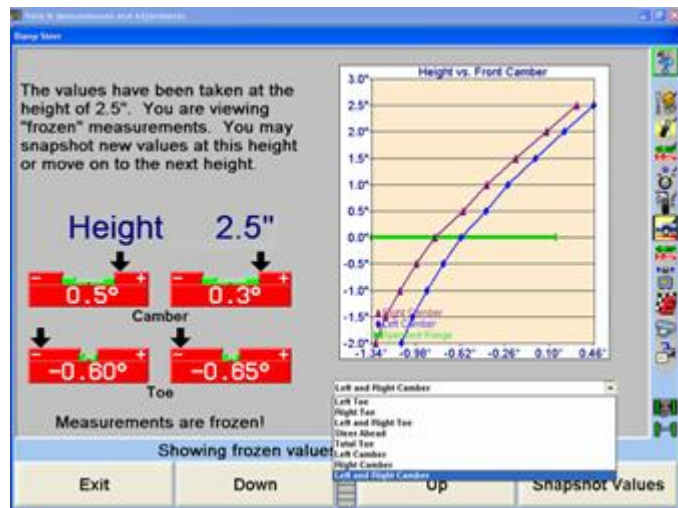 Bump Steer
The values have been taken at the
height of 2.5". You are viewing
"frozen" measurements. You may
snapshot new values at this height
or move on to the next height.
Height 2.5"
- +
0.5°
- +
0.3°
Camber
- +
-0.60°
- +
-0.65°
Toe
Measurements are frozen!
Height vs. Front Camber
3.0"
2.5"
2.0"
1.5"
1.0"
0.5"
0.0"
-0.5"
-1.0"
-1.5"
-2.0"
Right Camber
Left Camber
Range
-1.34° -0.98° -0.62° -0.26° 0.10° 0.46°
Left and Right Camber
Left Toe
Right Toe
Left and Right Toe
Steer Ahead
Total Toe
Left Camber
Right Camber
Left and Right Camber
Showing frozen value
Exit
Down
Up
Snapshot Values